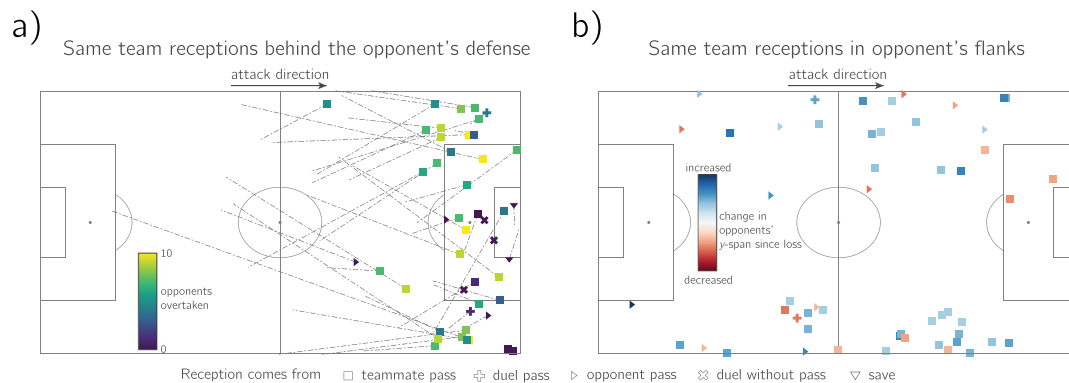 a)
Same team receptions behind the opponent's defense
attack direction
10
opponents
overtaken
0
b)
Same team receptions in opponent's flanks
attack direction
increased
change in
opponents'
y-span since loss
decreased
Reception comes from
teammate pass
duel pass
opponent pass
duel without pass
save